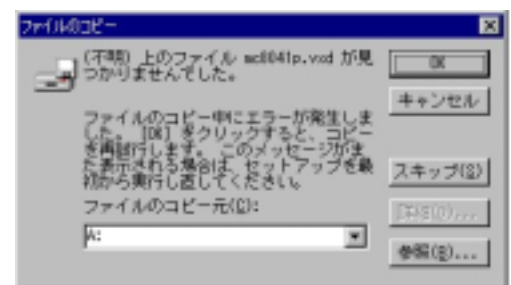 ファイルのコピー
(不明) 上のファイル mc8041p.vxd が見
つかりませんでした。
ファイルのコピー中にエラーが発生しま
した。 [OK] をクリックすると、コピー
を再試行します。 このメッセージがま
た表示される場合は、セットアップを最
初から実行し直してください。
ファイルのコピー元(C):
A:
OK
キャンセル
スキップ(S)
詳細(D)...
参照(B)...